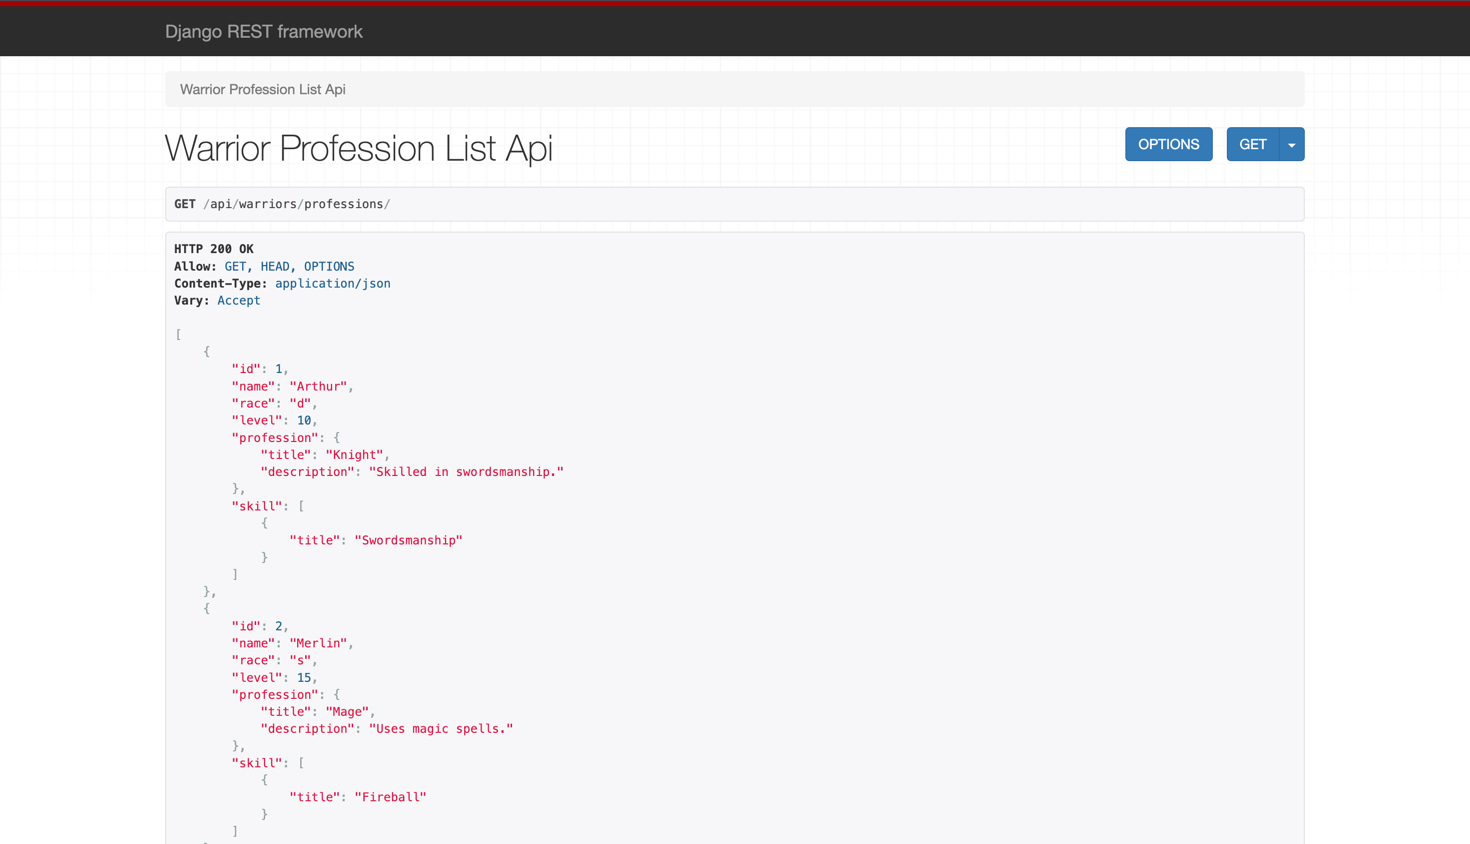 Django REST framework
Warrior Profession List Api
Warrior Profession List Api
OPTIONS GET
GET /api/warriors/professions/
HTTP 200 OK
Allow: GET, HEAD, OPTIONS
Content-Type: application/json
Vary: Accept
[
    {
        "id": 1,
        "name": "Arthur",
        "race": "d",
        "level": 10,
        "profession": {
            "title": "Knight",
            "description": "Skilled in swordsmanship."
        },
        "skill": [
            {
                "title": "Swordsmanship"
            }
        ]
    },
    {
        "id": 2,
        "name": "Merlin",
        "race": "s",
        "level": 15,
        "profession": {
            "title": "Mage",
            "description": "Uses magic spells."
        },
        "skill": [
            {
                "title": "Fireball"
            }
        ]